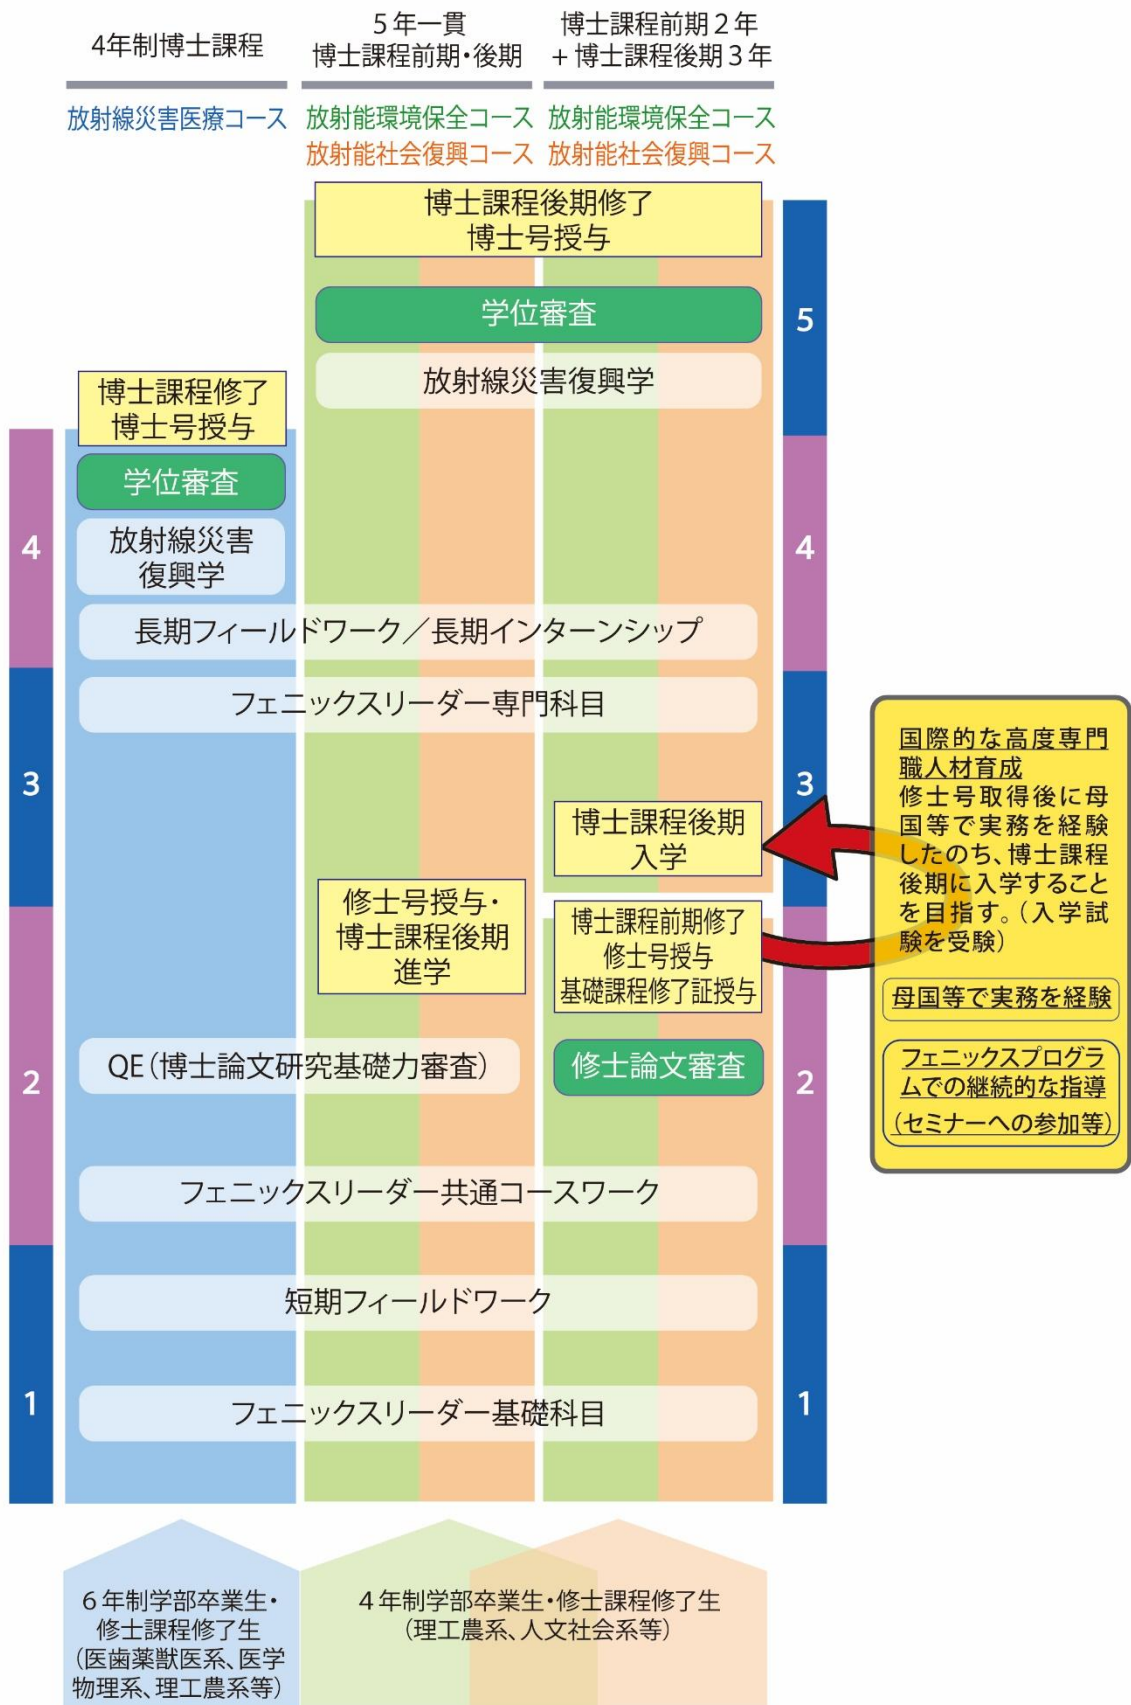 4年制博士課程
５年一貫
博士課程前期・後期
博士課程前期２年
+ 博士課程後期３年
放射線災害医療コース
放射能環境保全コース
放射能社会復興コース
放射能環境保全コース
放射能社会復興コース
博士課程後期修了
博士号授与
学位審査
放射線災害復興学
博士課程修了
博士号授与
学位審査
放射線災害
復興学
長期フィールドワーク／長期インターンシップ
フェニックスリーダー専門科目
博士課程後期
入学
修士号授与・
博士課程後期
進学
博士課程前期修了
修士号授与
基礎課程修了証授与
QE（博士論文研究基礎力審査）
修士論文審査
フェニックスリーダー共通コースワーク
短期フィールドワーク
フェニックスリーダー基礎科目
4
3
2
1
5
4
3
2
1
国際的な高度専門
職人材育成
修士号取得後に母
国等で実務を経験
したのち、博士課程
後期に入学すること
を目指す。（入学試
験を受験）
母国等で実務を経験
フェニックスプログラ
ムでの継続的な指導
（セミナーへの参加等）
６年制学部卒業生・
修士課程修了生
（医歯薬獣医系、医学
物理系、理工農系等）
４年制学部卒業生・修士課程修了生
（理工農系、人文社会系等）